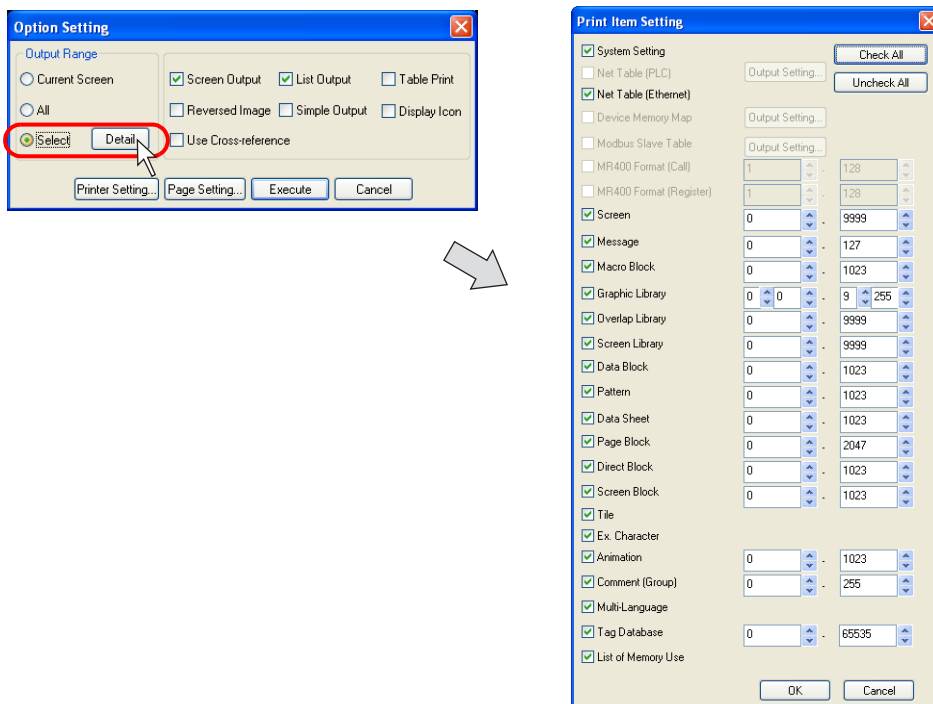 Option Setting
Output Range
Current Screen
All
Select Detail
Screen Output List Output Table Print
Reversed Image Simple Output Display Icon
Use Cross-reference
Printer Setting... Page Setting... Execute Cancel
Print Item Setting
System Setting Check All
Net Table (PLC) Output Setting... Uncheck All
Net Table (Ethernet)
Device Memory Map Output Setting...
Modbus Slave Table Output Setting...
MR400 Format (Call) 1 - 128
MR400 Format (Register) 1 - 128
Screen 0 - 9999
Message 0 - 127
Macro Block 0 - 1023
Graphic Library 0 0 - 9 255
Overlap Library 0 - 9999
Screen Library 0 - 9999
Data Block 0 - 1023
Pattern 0 - 1023
Data Sheet 0 - 1023
Page Block 0 - 2047
Direct Block 0 - 1023
Screen Block 0 - 1023
Tile
Ex. Character
Animation 0 - 1023
Comment (Group) 0 - 255
Multi-Language
Tag Database 0 - 65535
List of Memory Use
OK Cancel